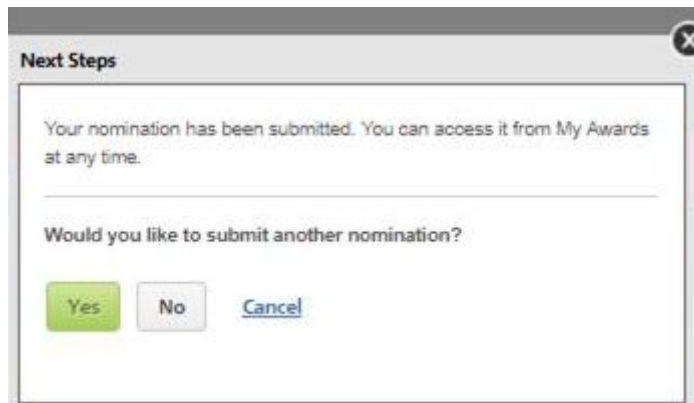 Next Steps
Your nomination has been submitted. You can access it from My Awards
at any time.
Would you like to submit another nomination?
Yes No Cancel